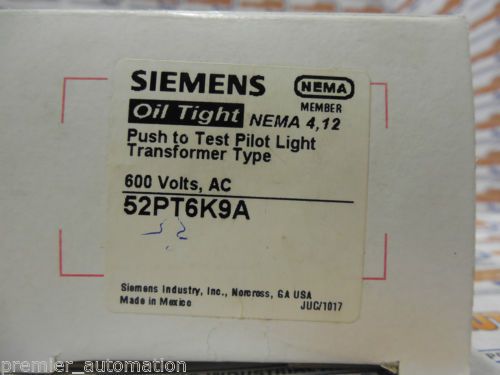 SIEMENS
NEMA
MEMBER
Oil Tight NEMA 4,12
Push to Test Pilot Light
Transformer Type
600 Volts, AC
52PT6K9A
Siemens Industry, Inc., Norcross, GA USA
Made in Mexico JUC/1017
premier_automation